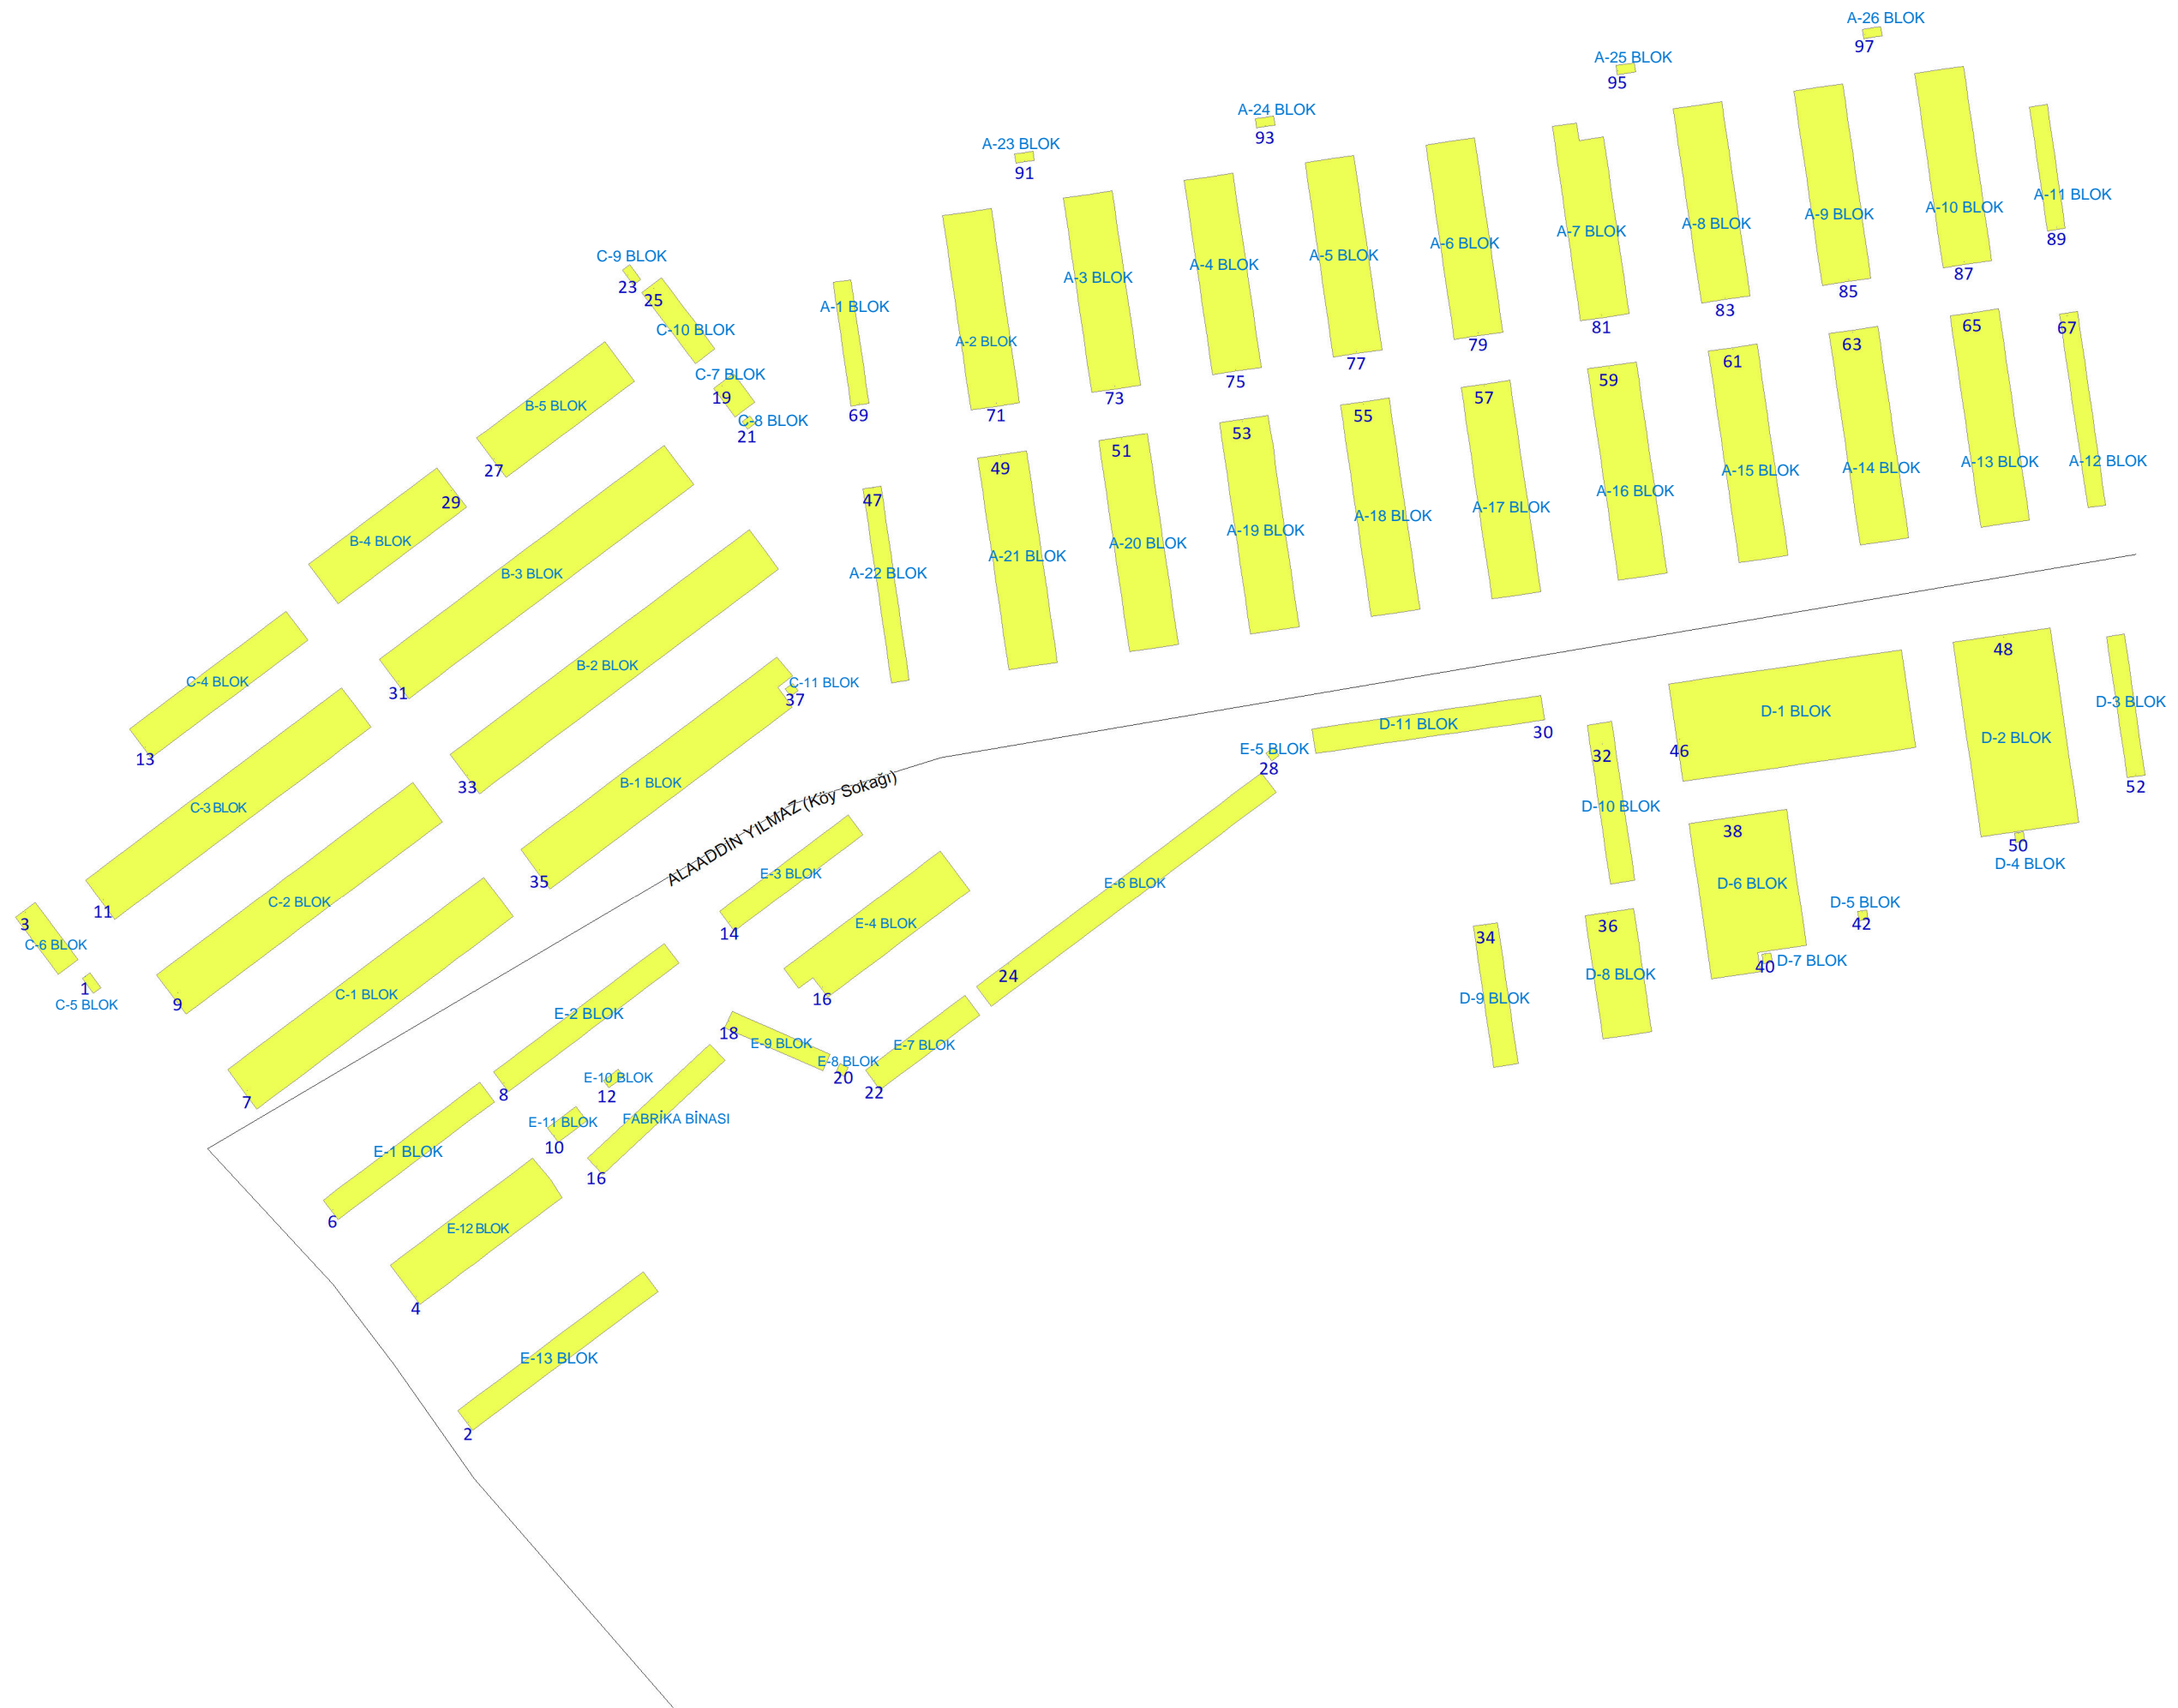 A-26 BLOK
97
A-25 BLOK
95
A-24 BLOK
93
A-23 BLOK
91
A-11 BLOK
89
A-10 BLOK
87
A-9 BLOK
85
A-8 BLOK
83
A-7 BLOK
81
A-6 BLOK
79
A-5 BLOK
77
A-4 BLOK
75
A-3 BLOK
73
A-2 BLOK
71
A-1 BLOK
69
C-9 BLOK
23
25
C-10 BLOK
C-7 BLOK
19
C-8 BLOK
21
B-5 BLOK
27
29
B-4 BLOK
B-3 BLOK
31
B-2 BLOK
33
C-11 BLOK
37
B-1 BLOK
35
47
A-22 BLOK
49
A-21 BLOK
51
A-20 BLOK
53
A-19 BLOK
55
A-18 BLOK
57
A-17 BLOK
59
A-16 BLOK
61
A-15 BLOK
63
A-14 BLOK
65
A-13 BLOK
67
A-12 BLOK
C-4 BLOK
13
C-3 BLOK
11
C-2 BLOK
9
C-1 BLOK
7
3
C-6 BLOK
1
C-5 BLOK
ALAADDİN YILMAZ (Köy Sokağı)
D-11 BLOK
30
E-5 BLOK
28
32
D-10 BLOK
D-1 BLOK
46
48
D-2 BLOK
D-3 BLOK
52
50
D-4 BLOK
38
D-6 BLOK
D-5 BLOK
42
40
D-7 BLOK
36
D-8 BLOK
34
D-9 BLOK
E-3 BLOK
14
E-4 BLOK
16
E-6 BLOK
24
E-7 BLOK
22
E-8 BLOK
20
18
E-9 BLOK
E-2 BLOK
8
E-10 BLOK
12
E-11 BLOK
10
FABRİKA BİNASI
16
E-1 BLOK
6
E-12 BLOK
4
E-13 BLOK
2